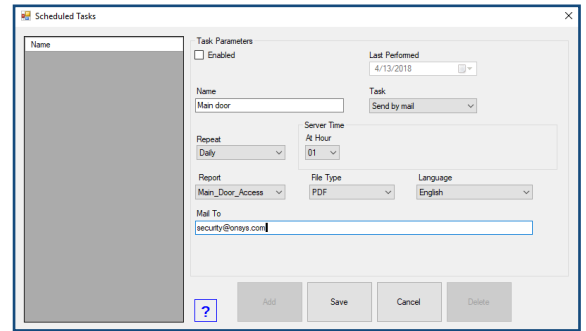 Scheduled Tasks
Name
Task Parameters
Enabled
Last Performed
4/13/2018
Name
Task
Main door
Send by mail
Server Time
Repeat
At Hour
Daily
01
Report
File Type
Language
Main_Door_Access
PDF
English
Mail To
security@onsys.com
?
Add
Save
Cancel
Delete